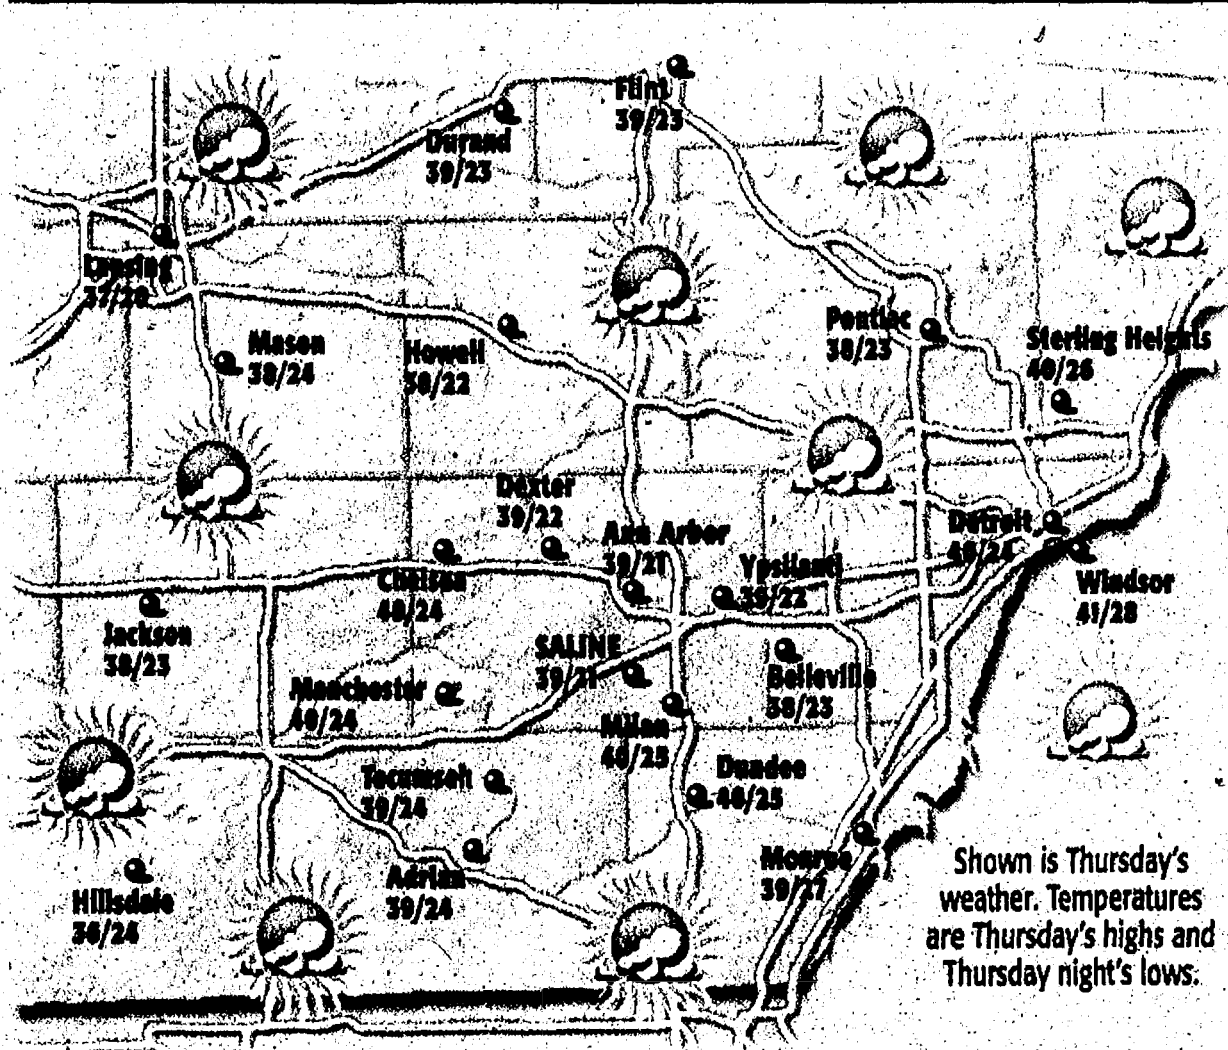 Flint
39/23
Durand
39/23
Lansing
Mason
38/24
Howell
38/22
Pontiac
38/23
Sterling Heights
40/26
Dexter
39/22
Ann Arbor
39/21
Detroit
Ypsilanti
39/22
Windsor
41/28
Chelsea
40/24
Jackson
38/23
SALINE
39/21
Belleville
38/23
Manchester
40/24
Milan
40/25
Tecumseh
39/24
Dundee
40/25
Adrian
39/24
Monroe
39/27
Hillsdale
36/24
Shown is Thursday's
weather. Temperatures
are Thursday's highs and
Thursday night's lows.